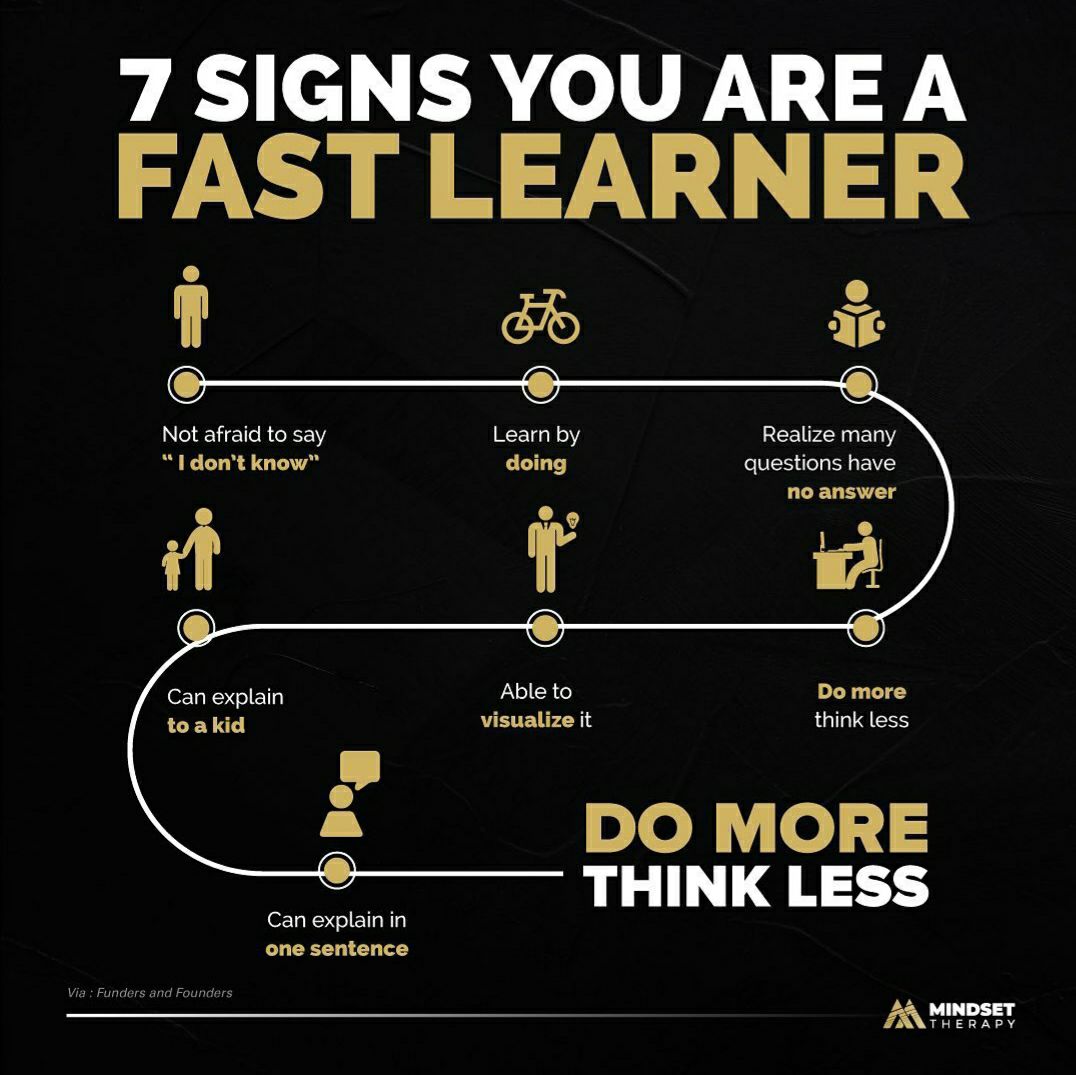 7 SIGNS YOU ARE A
FAST LEARNER
Not afraid to say
“ I don’t know”
Learn by
doing
Realize many
questions have
no answer
Do more
think less
Able to
visualize it
Can explain
to a kid
Can explain in
one sentence
DO MORE
THINK LESS
Via : Funders and Founders
MINDSET
THERAPY